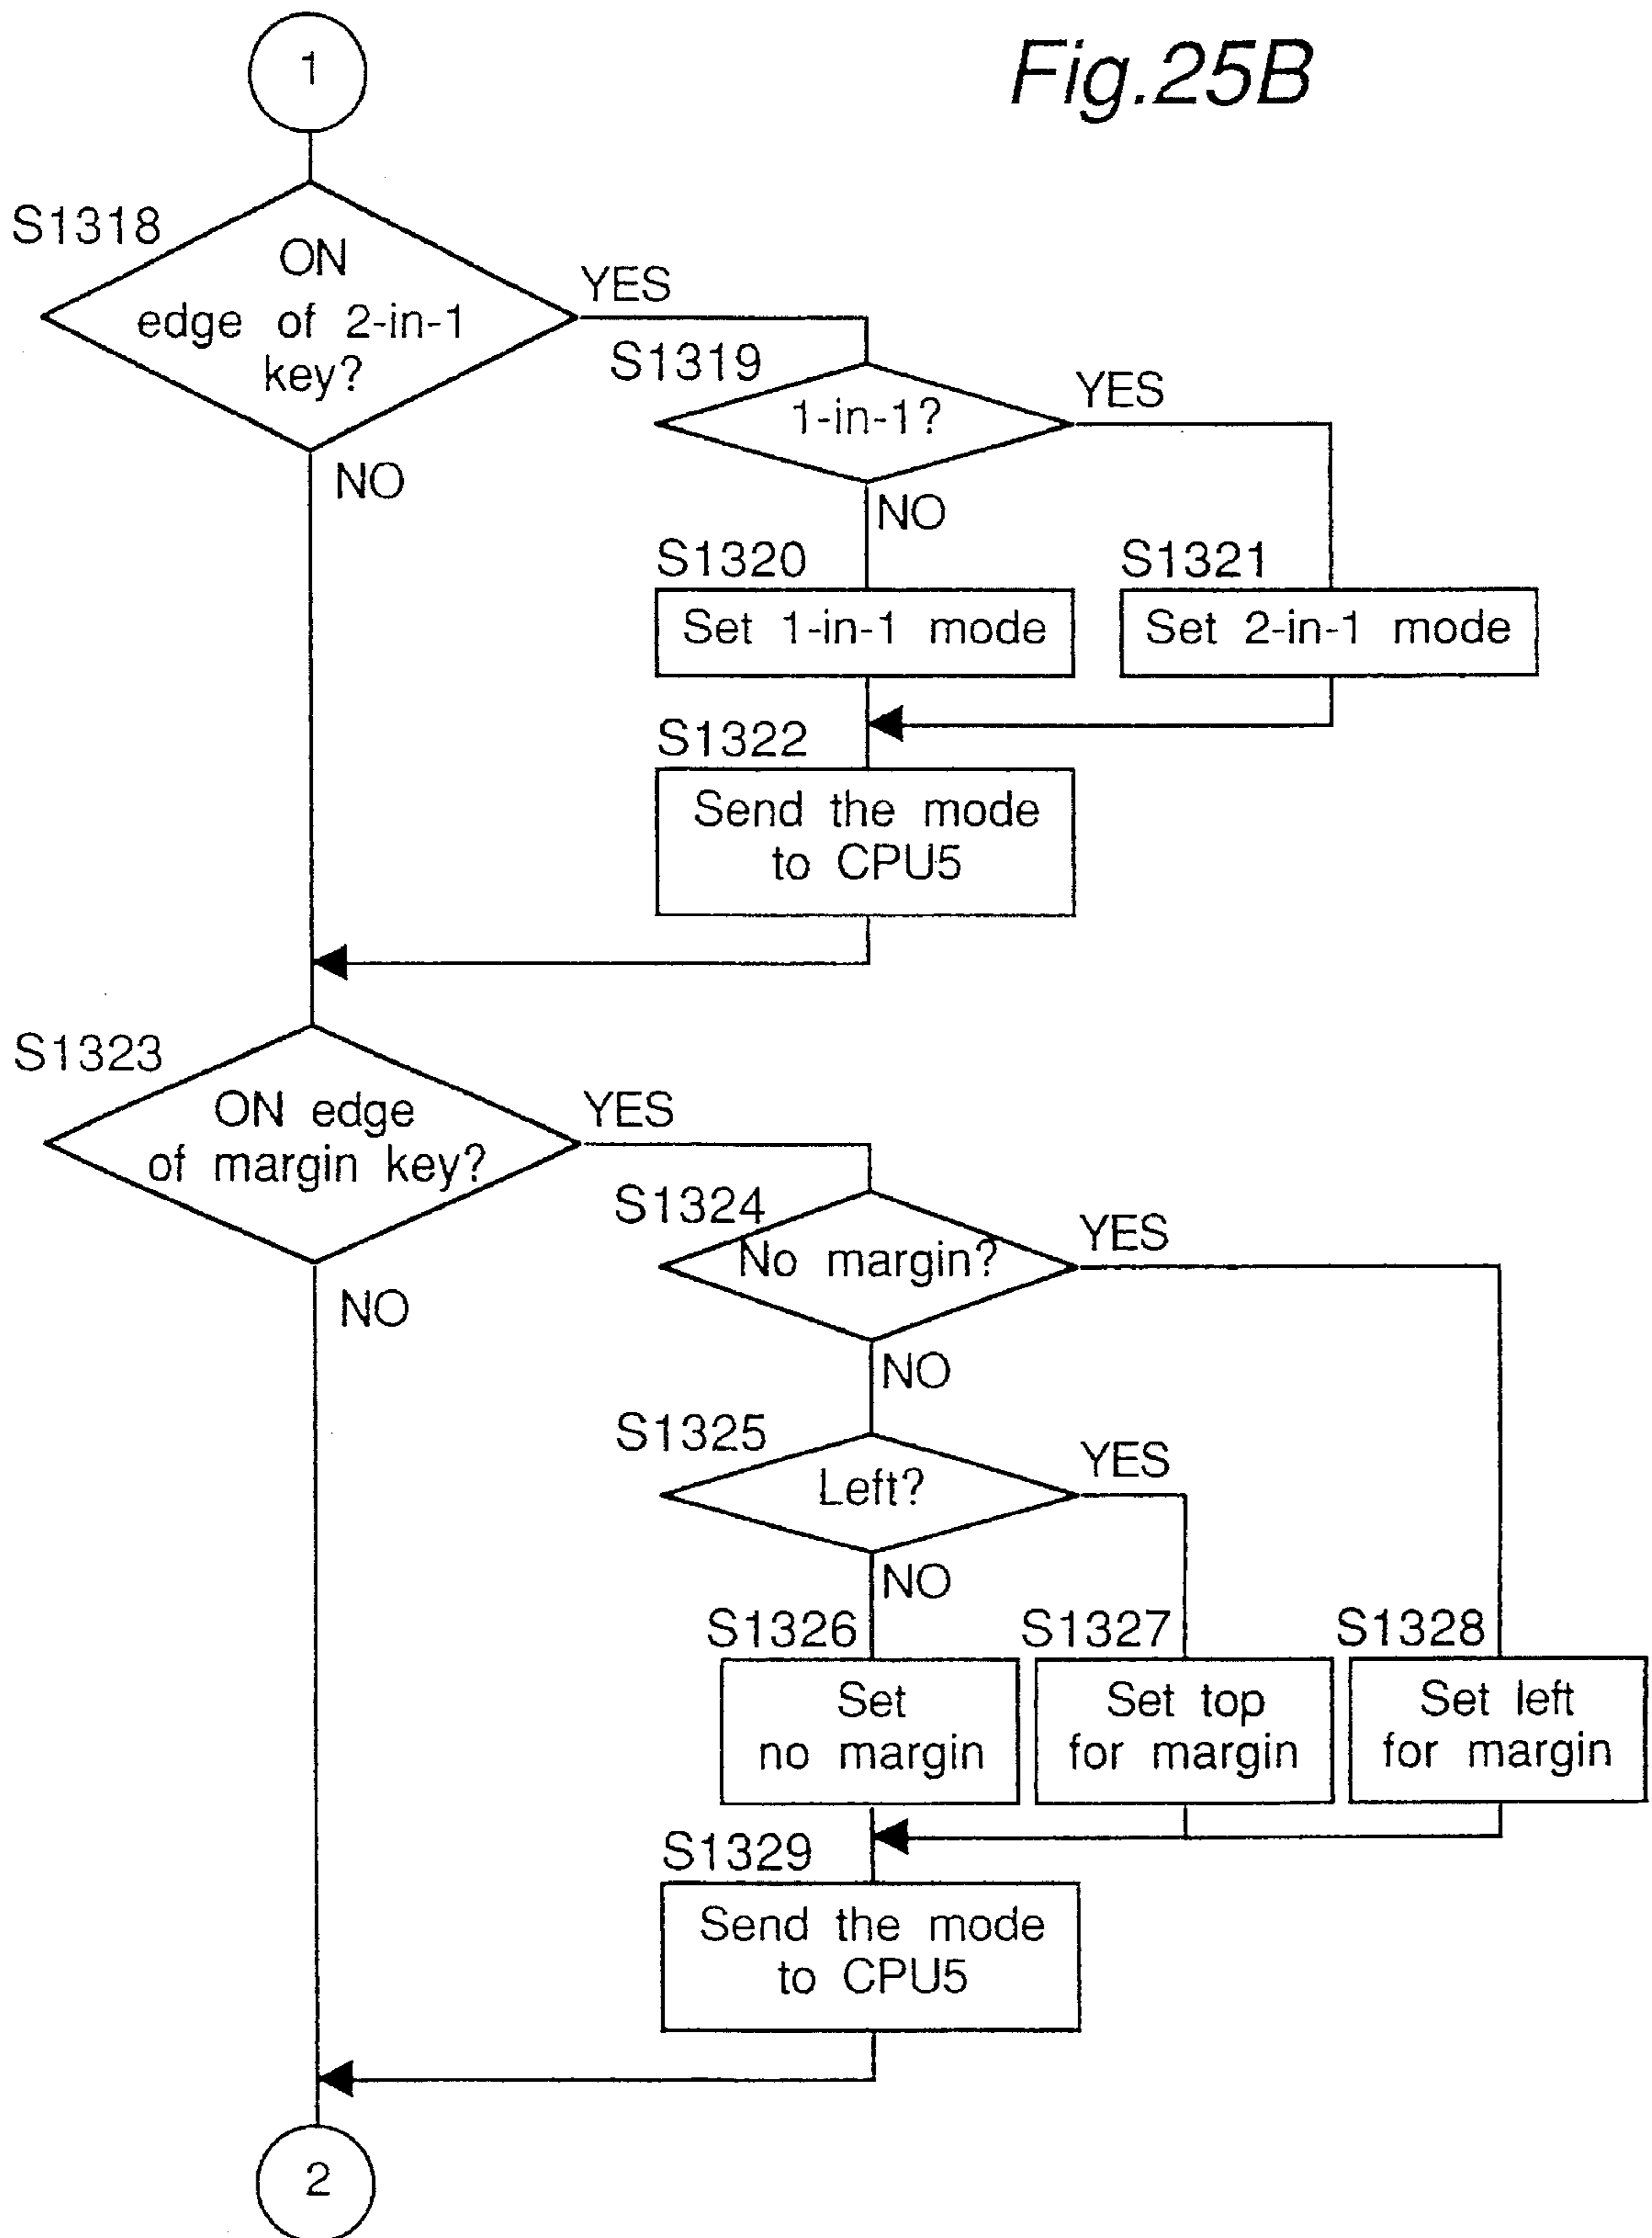 Fig.25B
1
S1318
ON
edge of 2-in-1
key?
YES
NO
S1319
1-in-1?
YES
NO
S1320
Set 1-in-1 mode
S1321
Set 2-in-1 mode
S1322
Send the mode
to CPU5
S1323
ON edge
of margin key?
YES
NO
S1324
No margin?
YES
NO
S1325
Left?
YES
NO
S1326
Set
no margin
S1327
Set top
for margin
S1328
Set left
for margin
S1329
Send the mode
to CPU5
2